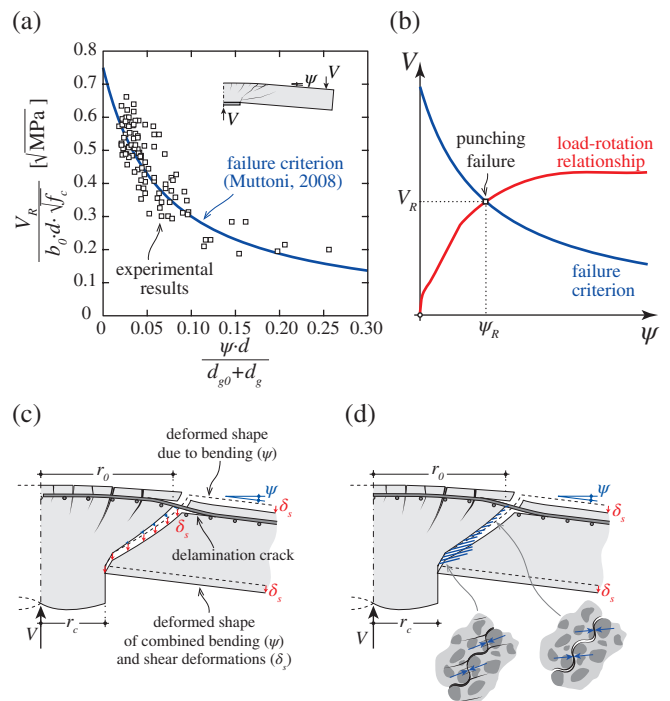 (a)
V_R
b_0·d·√f_c
[√MPa]
0.8
0.7
0.6
0.5
0.4
0.3
0.2
0.1
0
0
0.05
0.10
0.15
0.20
0.25
0.30
ψ·d
d_g0+d_g
ψ
V
V
failure criterion
(Muttoni, 2008)
experimental
results
(b)
V
punching
failure
load-rotation
relationship
V_R
failure
criterion
ψ_R
ψ
(c)
deformed shape
due to bending (ψ)
r_0
ψ
δ_s
δ_s
delamination crack
δ_s
V
r_c
deformed shape
of combined bending (ψ)
and shear deformations (δ_s)
(d)
r_0
ψ
δ_s
δ_s
V
r_c